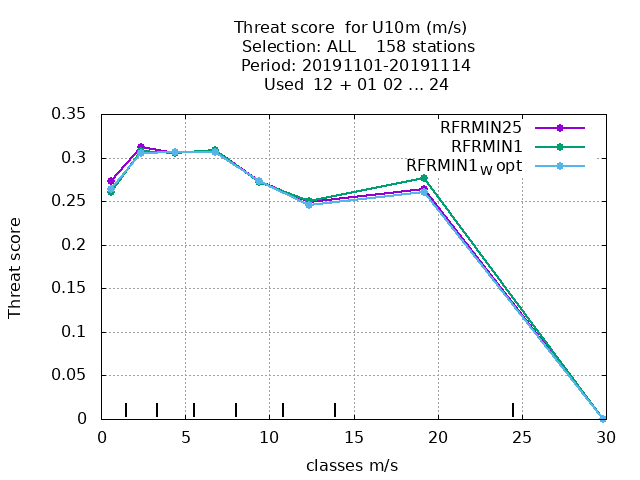 Threat score for U10m (m/s)
Selection: ALL 158 stations
Period: 20191101-20191114
Used 12 + 01 02 ... 24
RFRMIN25
RFRMIN1
RFRMIN1W opt
0.35
0.3
0.25
0.2
0.15
0.1
0.05
0
Threat score
0 5 10 15 20 25 30
classes m/s